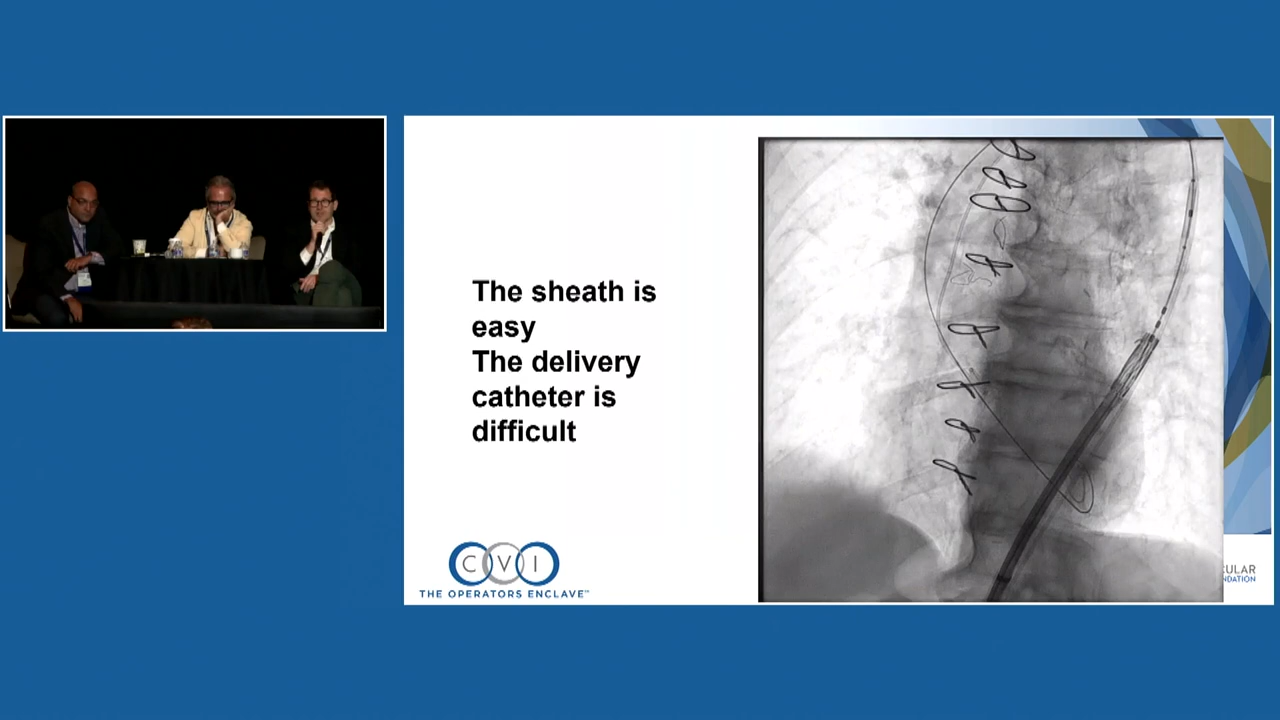 The sheath is
easy
The delivery
catheter is
difficult
CVI
THE OPERATORS ENCLAVE™